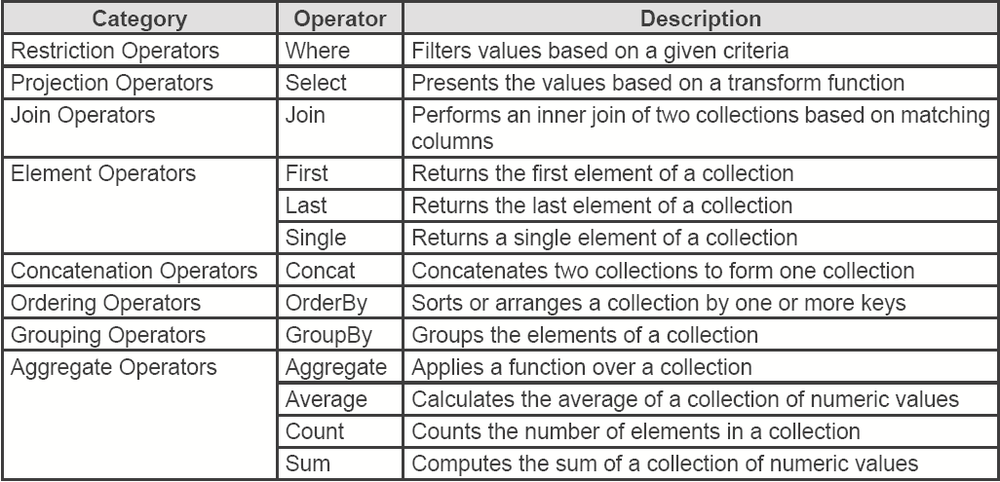 Category Operator Description
Restriction Operators Where Filters values based on a given criteria
Projection Operators Select Presents the values based on a transform function
Join Operators Join Performs an inner join of two collections based on matching
columns
Element Operators First Returns the first element of a collection
Last Returns the last element of a collection
Single Returns a single element of a collection
Concatenation Operators Concat Concatenates two collections to form one collection
Ordering Operators OrderBy Sorts or arranges a collection by one or more keys
Grouping Operators GroupBy Groups the elements of a collection
Aggregate Operators Aggregate Applies a function over a collection
Average Calculates the average of a collection of numeric values
Count Counts the number of elements in a collection
Sum Computes the sum of a collection of numeric values